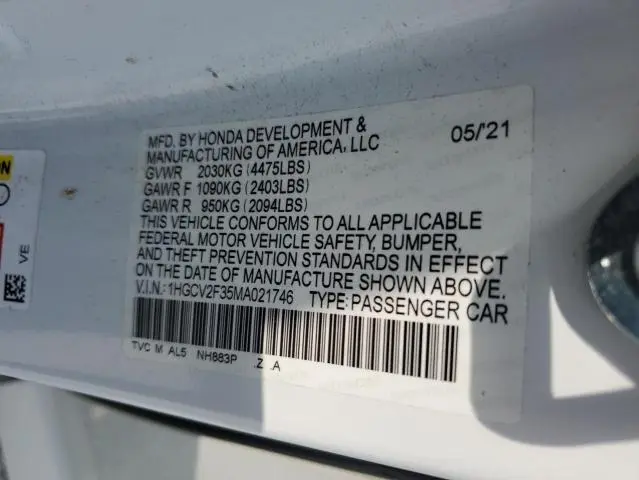 MFD. BY HONDA DEVELOPMENT & 05/'21
MANUFACTURING OF AMERICA, LLC
GVWR 2030KG (4475LBS)
GAWR F 1090KG (2403LBS)
GAWR R 950KG (2094LBS)
THIS VEHICLE CONFORMS TO ALL APPLICABLE
FEDERAL MOTOR VEHICLE SAFETY, BUMPER,
AND THEFT PREVENTION STANDARDS IN EFFECT
ON THE DATE OF MANUFACTURE SHOWN ABOVE.
V.I.N.:1HGCV2F35MA021746 TYPE:PASSENGER CAR
TVC M AL5 NH883P .Z .A
VE